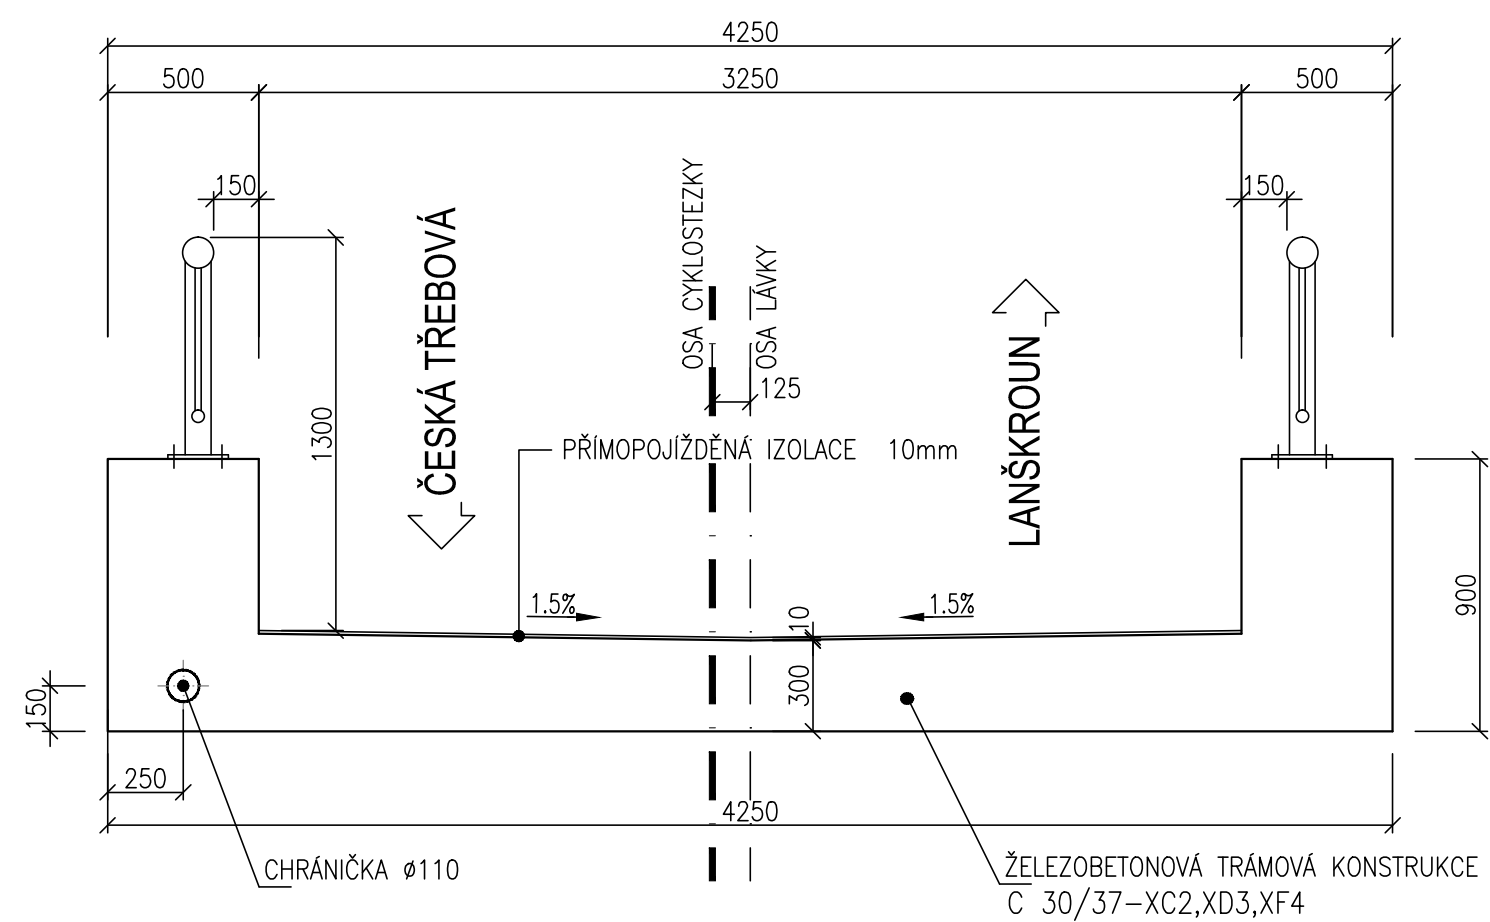 4250
500
3250
500
150
150
OSA CYKLOSTEZKY
OSA LÁVKY
ČESKÁ TŘEBOVÁ
LANŠKROUN
125
1300
PŘÍMOPOJÍŽDĚNÁ IZOLACE 10mm
1.5%
1.5%
10
300
900
150
250
4250
CHRÁNIČKA ø110
ŽELEZOBETONOVÁ TRÁMOVÁ KONSTRUKCE
C 30/37-XC2,XD3,XF4